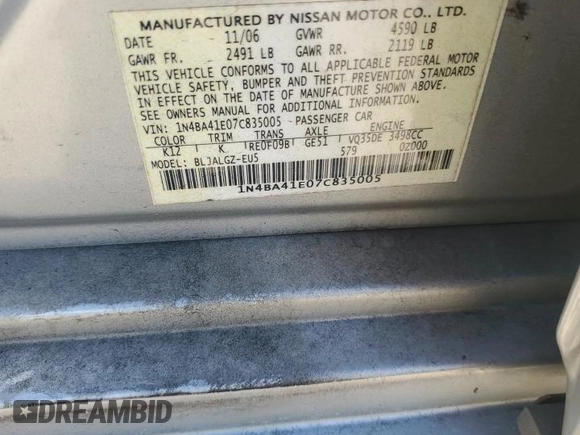 MANUFACTURED BY NISSAN MOTOR CO., LTD.
DATE 11/06 GVWR 4590 LB
GAWR FR. 2491 LB GAWR RR. 2119 LB
THIS VEHICLE CONFORMS TO ALL APPLICABLE FEDERAL MOTOR
VEHICLE SAFETY, BUMPER AND THEFT PREVENTION STANDARDS
IN EFFECT ON THE DATE OF MANUFACTURE SHOWN ABOVE.
SEE OWNERS MANUAL FOR ADDITIONAL INFORMATION.
VIN: 1N4BA41E07C835005 PASSENGER CAR
COLOR TRIM TRANS AXLE ENGINE
K12 K RE0F09B GE51 VQ35DE 3498CC
MODEL: BLJALGZ-EU5 579 02000
1N4BA41E07C835005
DREAMBID